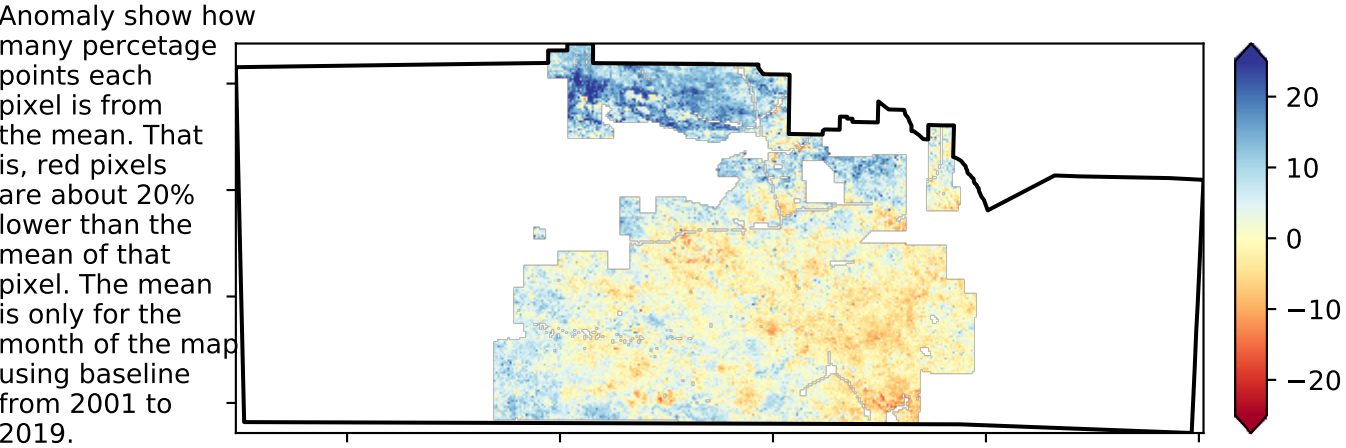 Anomaly show how
many percetage
points each
pixel is from
the mean. That
is, red pixels
are about 20%
lower than the
mean of that
pixel. The mean
is only for the
month of the map
using baseline
from 2001 to
2019.
20
10
0
−10
−20